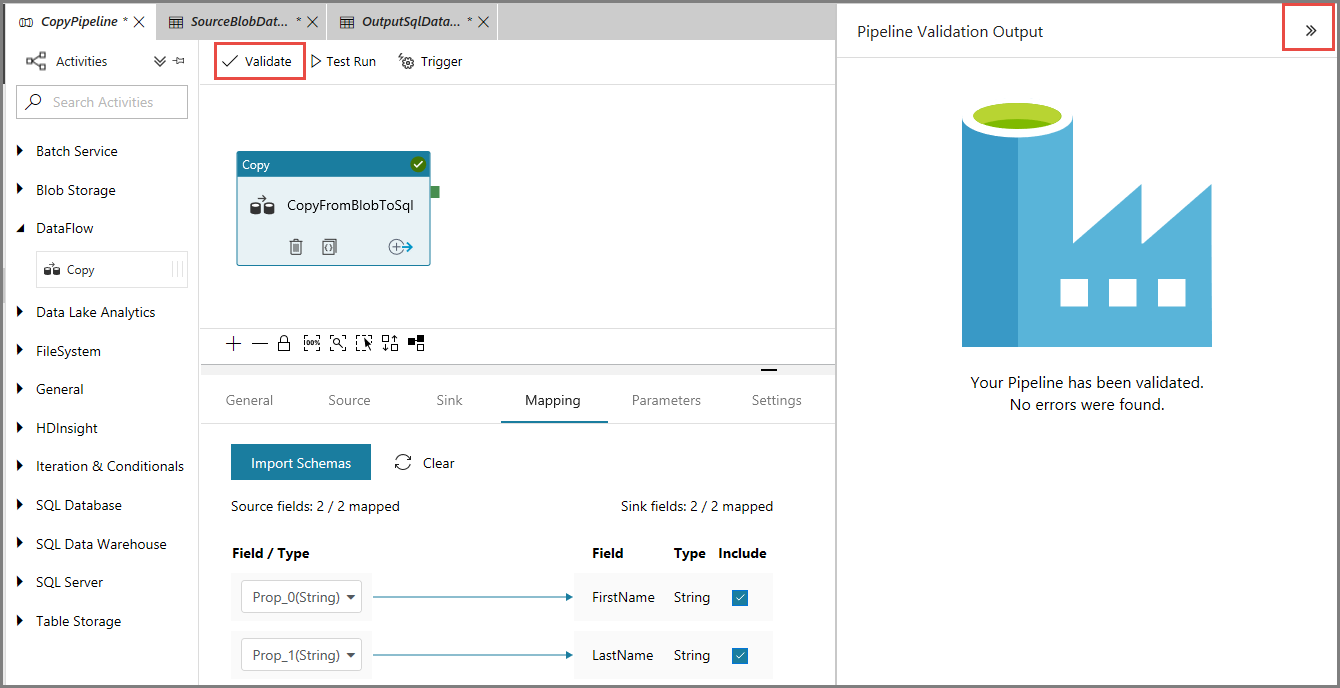 CopyPipeline *
SourceBlobDat... *
OutputSqlData... *
Activities
Search Activities
Batch Service
Blob Storage
DataFlow
Copy
Data Lake Analytics
FileSystem
General
HDInsight
Iteration & Conditionals
SQL Database
SQL Data Warehouse
SQL Server
Table Storage
Validate
Test Run
Trigger
Copy
CopyFromBlobToSql
100%
General
Source
Sink
Mapping
Parameters
Settings
Import Schemas
Clear
Source fields: 2 / 2 mapped
Sink fields: 2 / 2 mapped
Field / Type
Field
Type
Include
Prop_0(String)
FirstName
String
Prop_1(String)
LastName
String
Pipeline Validation Output
Your Pipeline has been validated.
No errors were found.